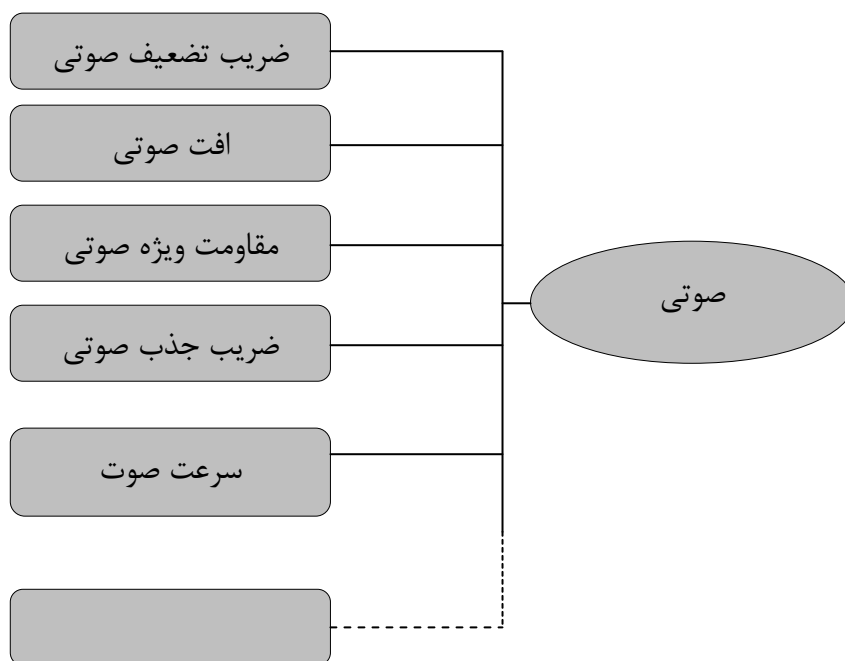 ضریب تضعیف صوتی
افت صوتی
مقاومت ویژه صوتی
صوتی
ضریب جذب صوتی
سرعت صوت